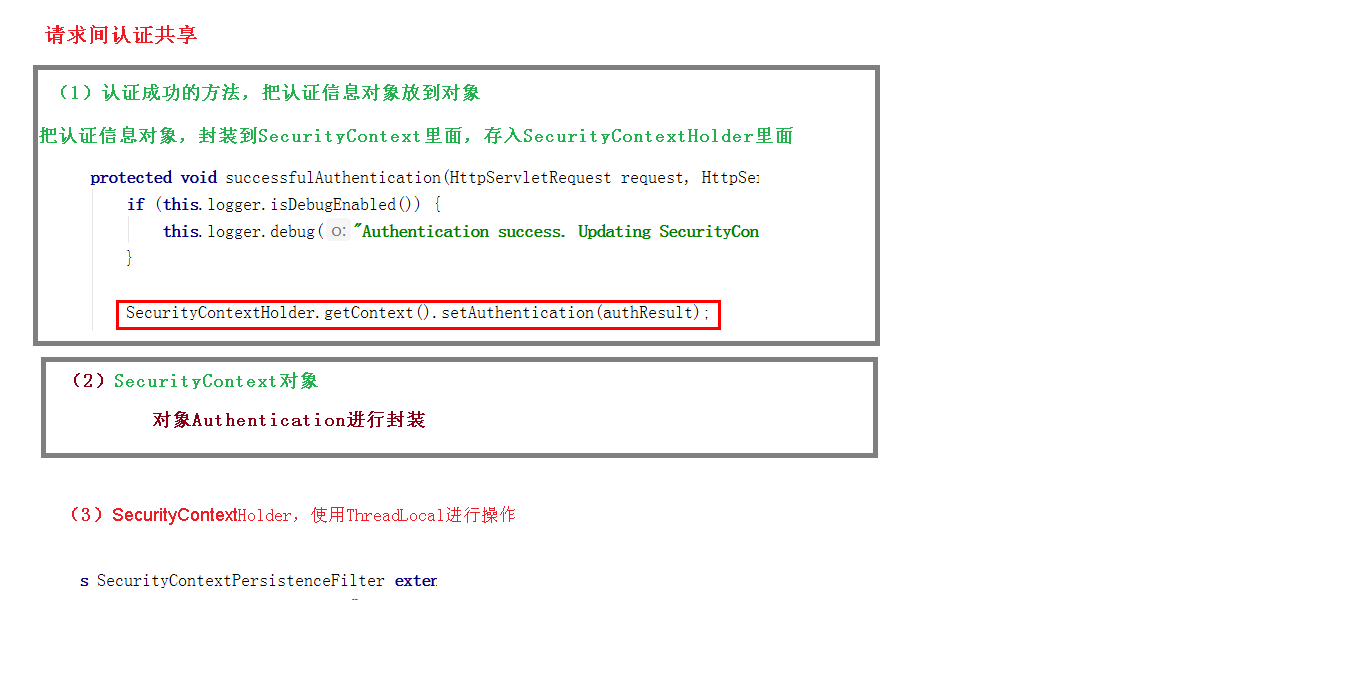 请求间认证共享
（1）认证成功的方法，把认证信息对象放到对象
把认证信息对象，封装到SecurityContext里面，存入SecurityContextHolder里面
protected void successfulAuthentication(HttpServletRequest request, HttpSer
if (this.logger.isDebugEnabled()) {
this.logger.debug( o: "Authentication success. Updating SecurityCon
}
SecurityContextHolder.getContext().setAuthentication(authResult);
（2）SecurityContext对象
对象Authentication进行封装
（3）SecurityContextHolder，使用ThreadLocal进行操作
s SecurityContextPersistenceFilter exten